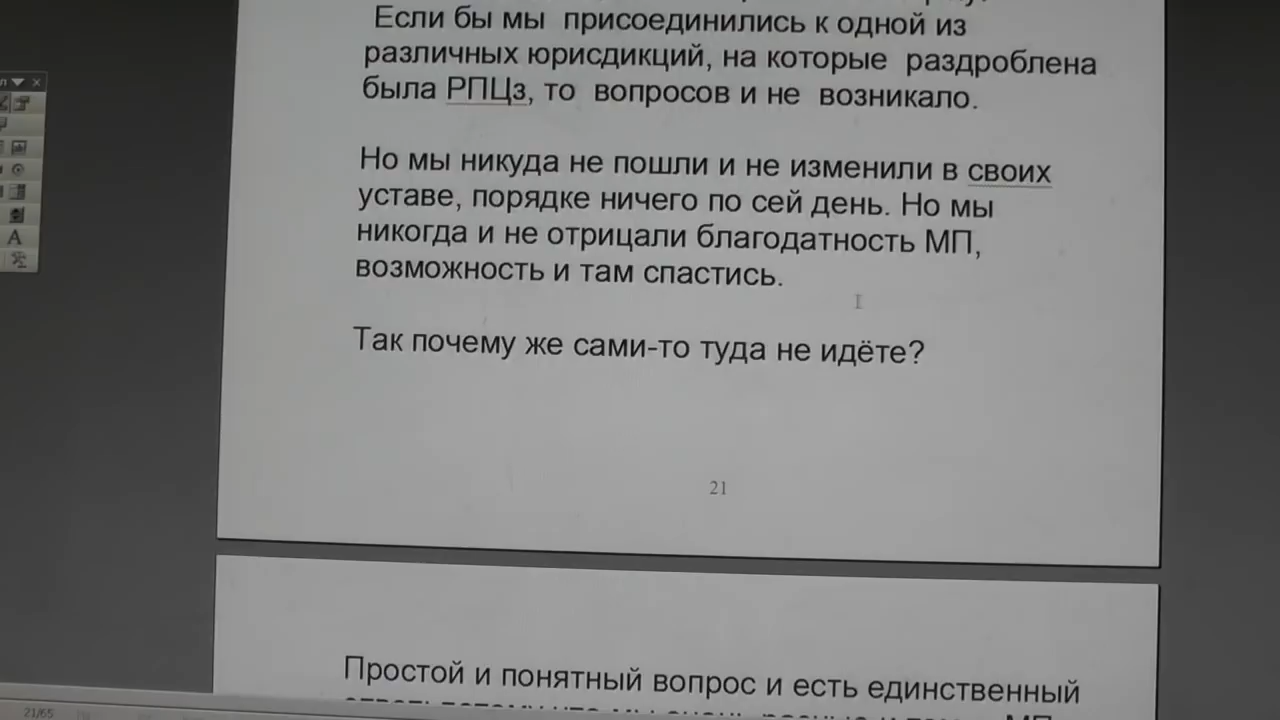 Если бы мы присоединились к одной из
различных юрисдикций, на которые раздроблена
была РПЦз, то вопросов и не возникало.
Но мы никуда не пошли и не изменили в своих
уставе, порядке ничего по сей день. Но мы
никогда и не отрицали благодатность МП,
возможность и там спастись.
Так почему же сами-то туда не идёте?
21
Простой и понятный вопрос и есть единственный
21/65